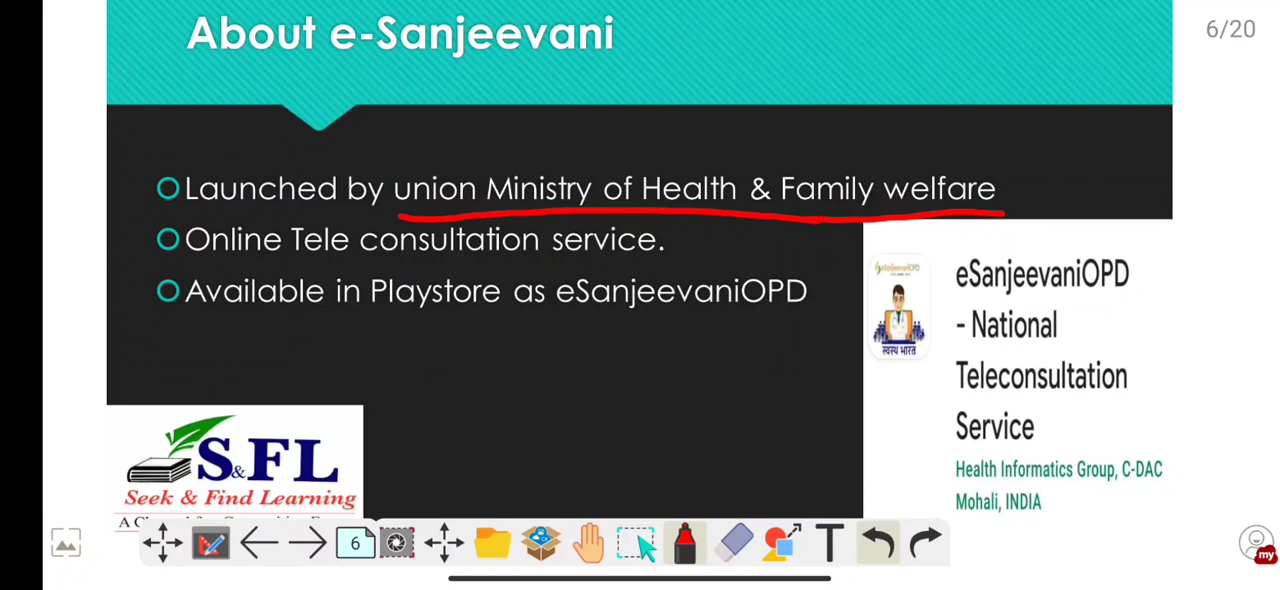 About e-Sanjeevani
6/20
Launched by union Ministry of Health & Family welfare
Online Tele consultation service.
Available in Playstore as eSanjeevaniOPD
eSanjeevaniOPD
eSanjeevaniOPD
- National
Teleconsultation
Service
स्वस्थ भारत
Health Informatics Group, C-DAC
Mohali, INDIA
S&FL
Seek & Find Learning
6
T
my